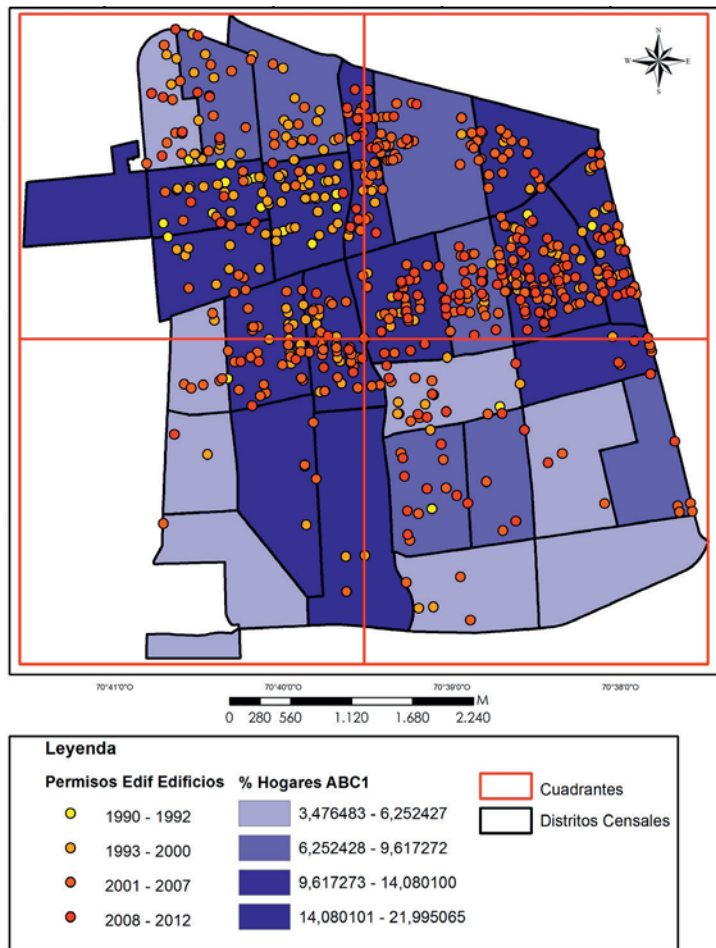 N
W E
S
70°41'0"O 70°40'0"O 70°39'0"O 70°38'0"O
M
0 280 560 1.120 1.680 2.240
Leyenda
Permisos Edif Edificios % Hogares ABC1
1990 - 1992 3,476483 - 6,252427 Cuadrantes
1993 - 2000 6,252428 - 9,617272 Distritos Censales
2001 - 2007 9,617273 - 14,080100
2008 - 2012 14,080101 - 21,995065